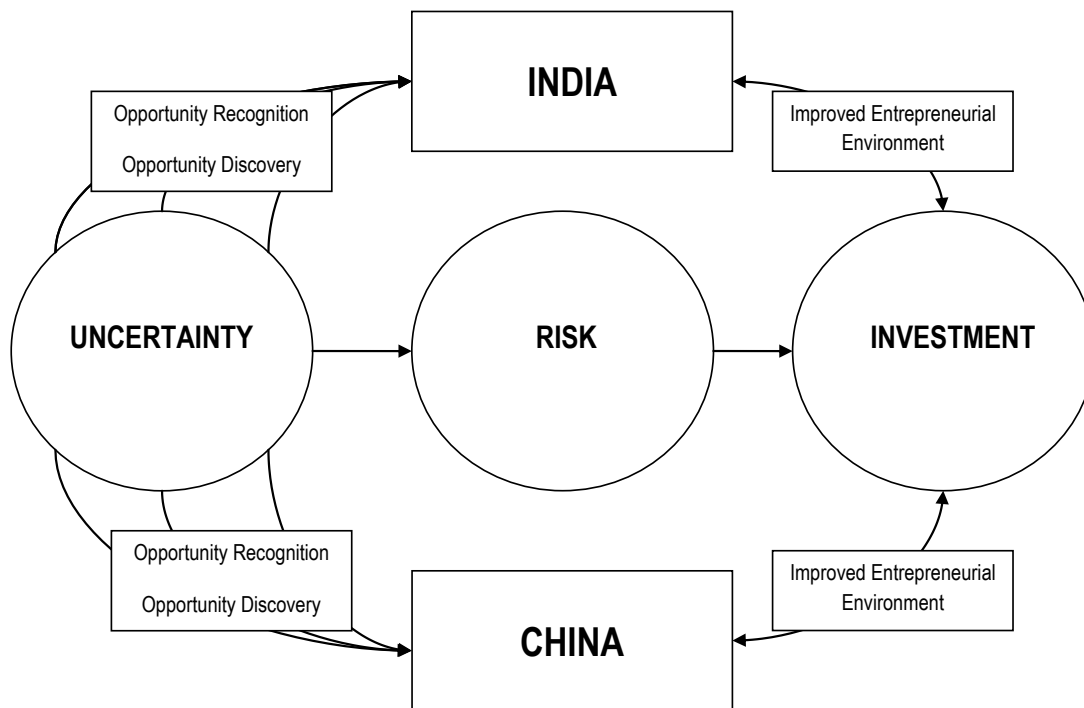 INDIA
Opportunity Recognition
Opportunity Discovery
Improved Entrepreneurial
Environment
UNCERTAINTY
RISK
INVESTMENT
Opportunity Recognition
Opportunity Discovery
Improved Entrepreneurial
Environment
CHINA